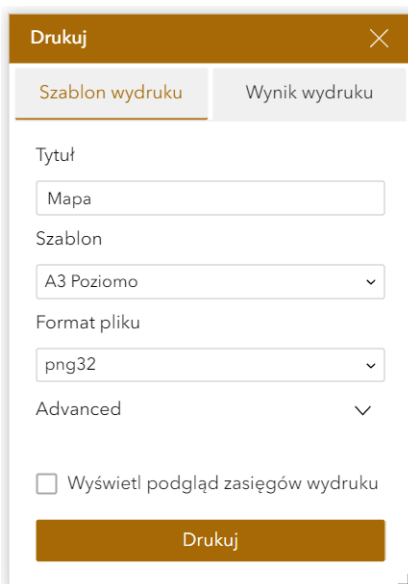 Drukuj
Szablon wydruku
Wynik wydruku
Tytuł
Mapa
Szablon
A3 Poziomo
Format pliku
png32
Advanced
Wyświetl podgląd zasięgów wydruku
Drukuj